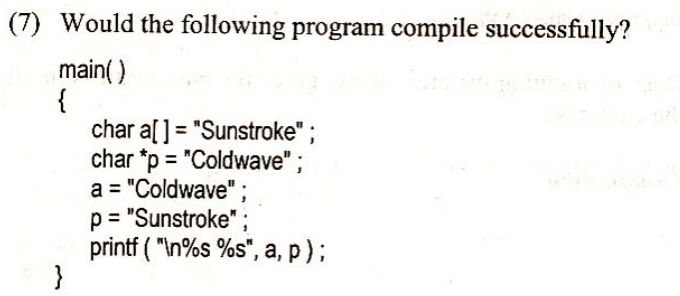 (7) Would the following program compile successfully?
main( )
{
char a[ ] = "Sunstroke" ;
char *p = "Coldwave" ;
a = "Coldwave" ;
p = "Sunstroke" ;
printf ( "\n%s %s", a, p ) ;
}